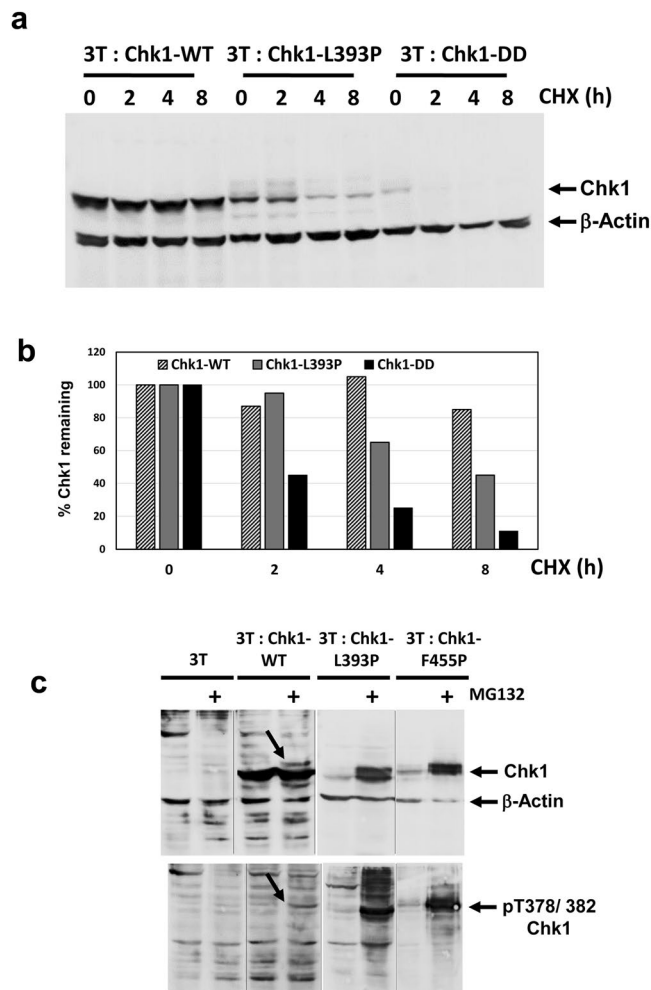 a
3T : Chk1-WT 3T : Chk1-L393P 3T : Chk1-DD
0 2 4 8 0 2 4 8 0 2 4 8 CHX (h)
Chk1
β-Actin
b
120
Chk1-WT Chk1-L393P Chk1-DD
100
80
60
40
20
0
% Chk1 remaining
0 2 4 8 CHX (h)
c
3T
3T : Chk1-
WT
3T : Chk1-
L393P
3T : Chk1-
F455P
+ + + + MG132
Chk1
β-Actin
pT378/ 382
Chk1